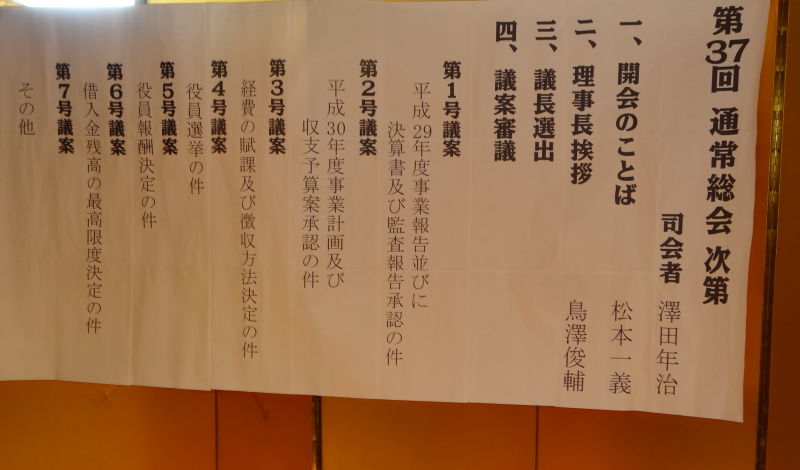 第37回 通常総会 次第
司会者 澤田年治
一、開会のことば 松本一義
二、理事長挨拶 鳥澤俊輔
三、議長選出
四、議案審議
第1号議案
平成29年度事業報告並びに
決算書及び監査報告承認の件
第2号議案
平成30年度事業計画及び
収支予算案承認の件
第3号議案
経費の賦課及び徴収方法決定の件
第4号議案
役員選挙の件
第5号議案
役員報酬決定の件
第6号議案
借入金残高の最高限度決定の件
第7号議案
その他